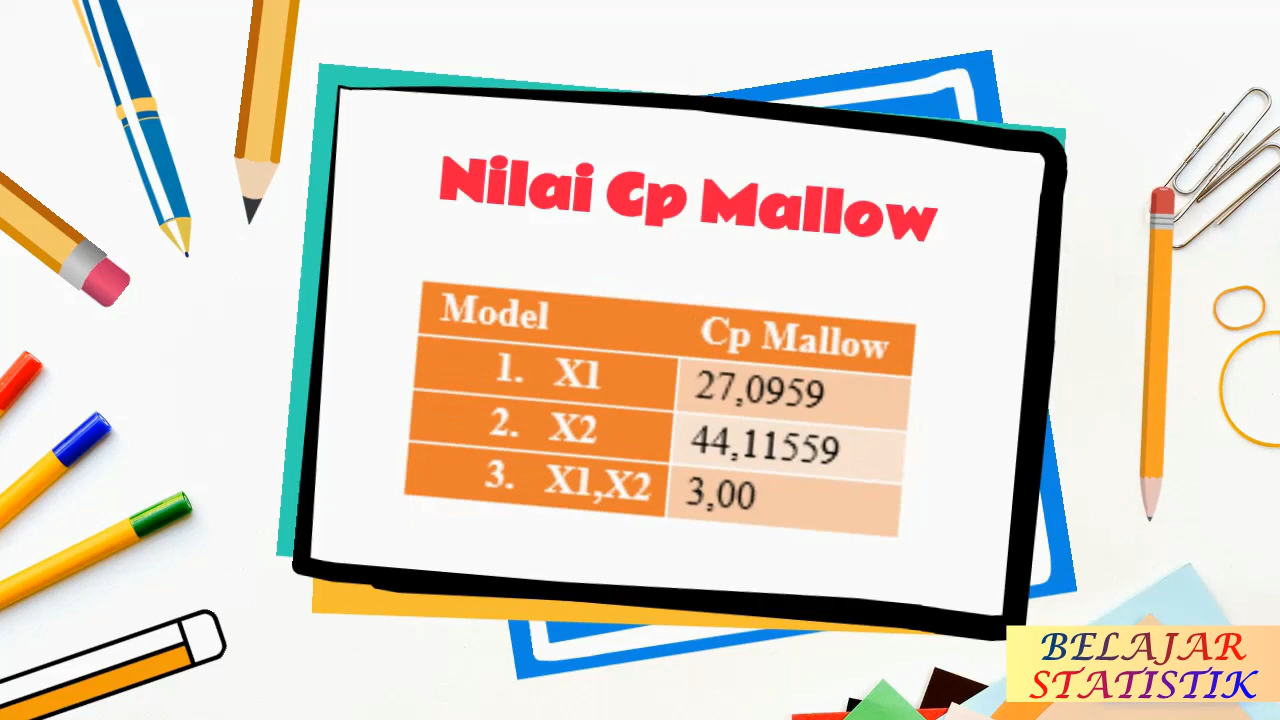 Nilai Cp Mallow
Model Cp Mallow
1. X1 27,0959
2. X2 44,11559
3. X1,X2 3,00
BELAJAR
STATISTIK